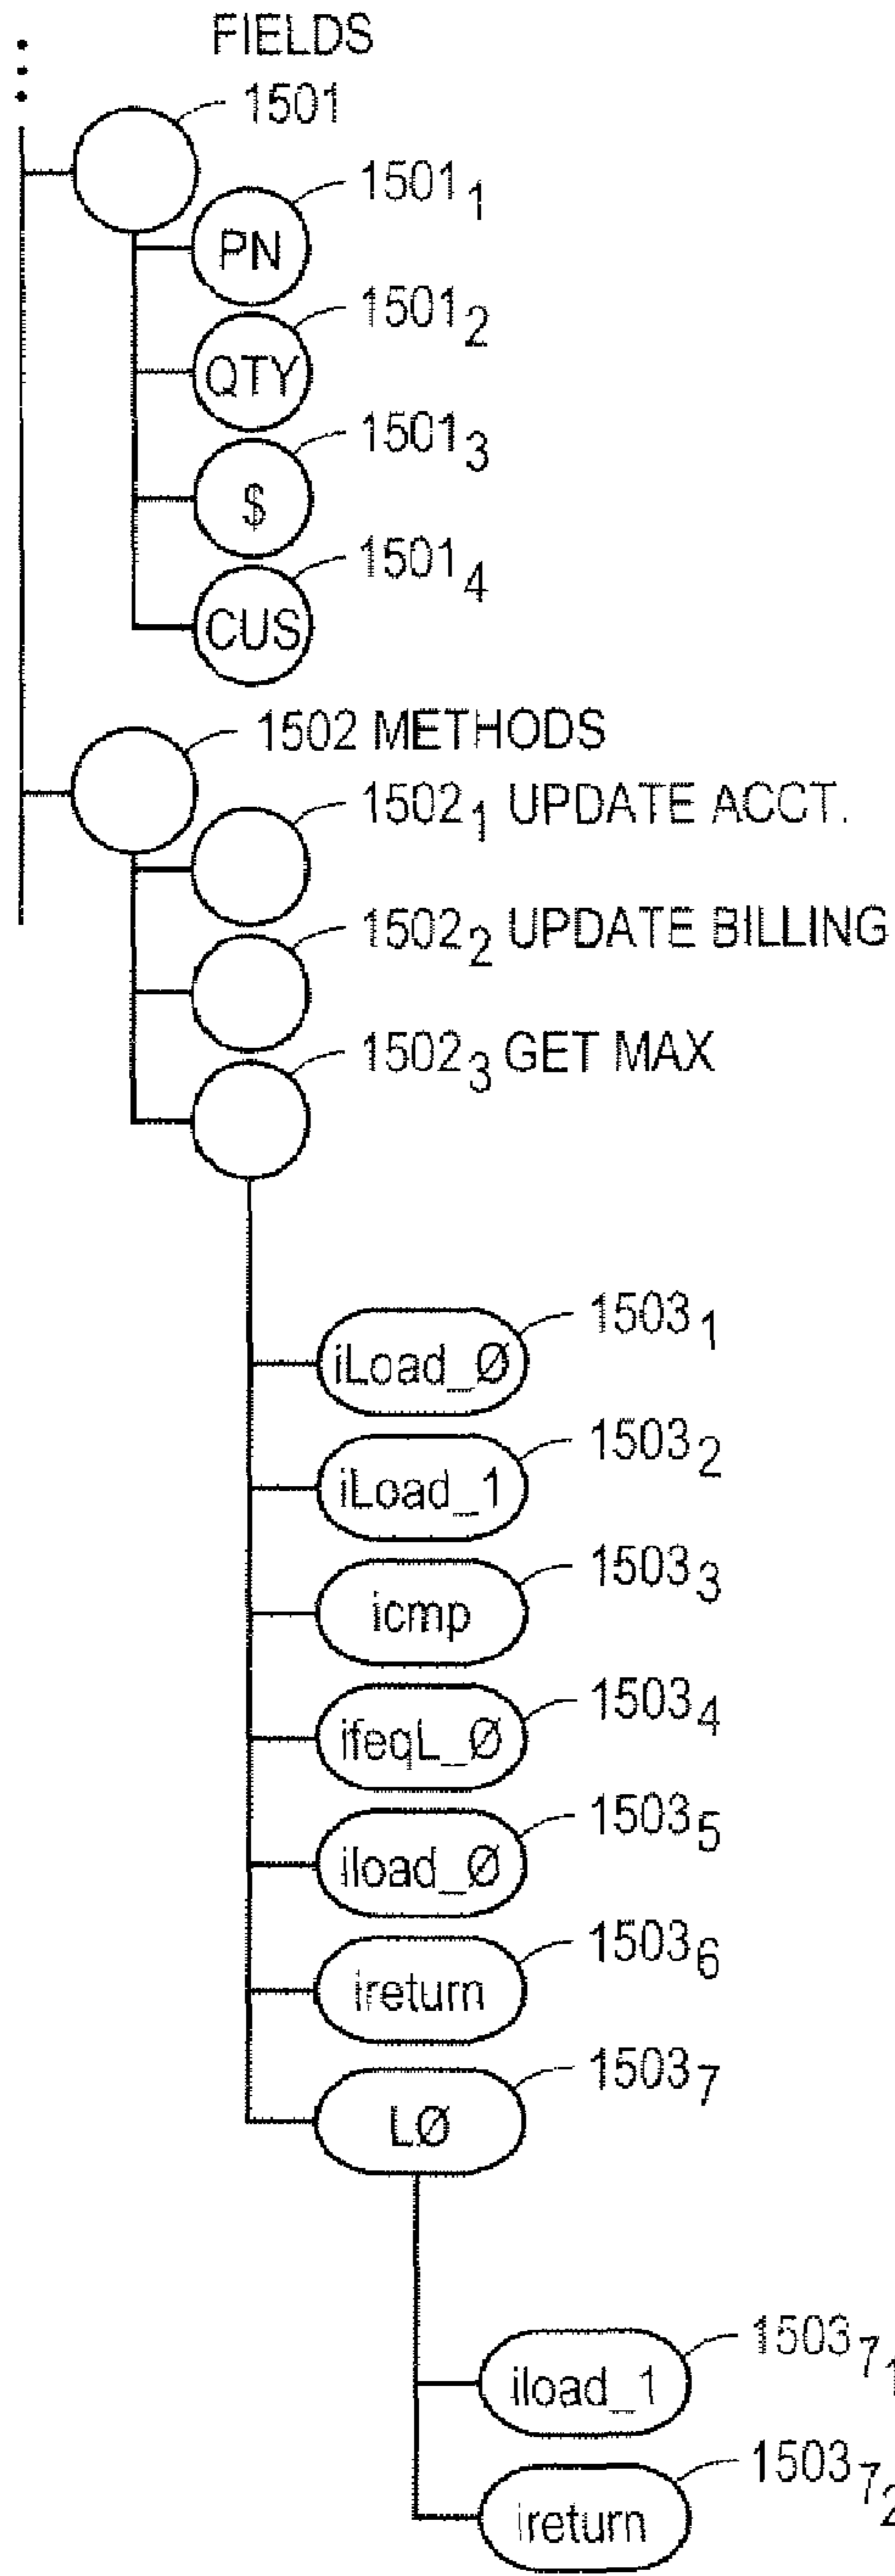 FIELDS
1501
1501₁
PN
1501₂
QTY
1501₃
$
1501₄
CUS
1502 METHODS
1502₁ UPDATE ACCT.
1502₂ UPDATE BILLING
1502₃ GET MAX
1503₁
iLoad_Ø
1503₂
iLoad_1
1503₃
icmp
1503₄
ifeqL_Ø
1503₅
iload_Ø
1503₆
ireturn
1503₇
LØ
1503₇₁
iload_1
1503₇₂
ireturn